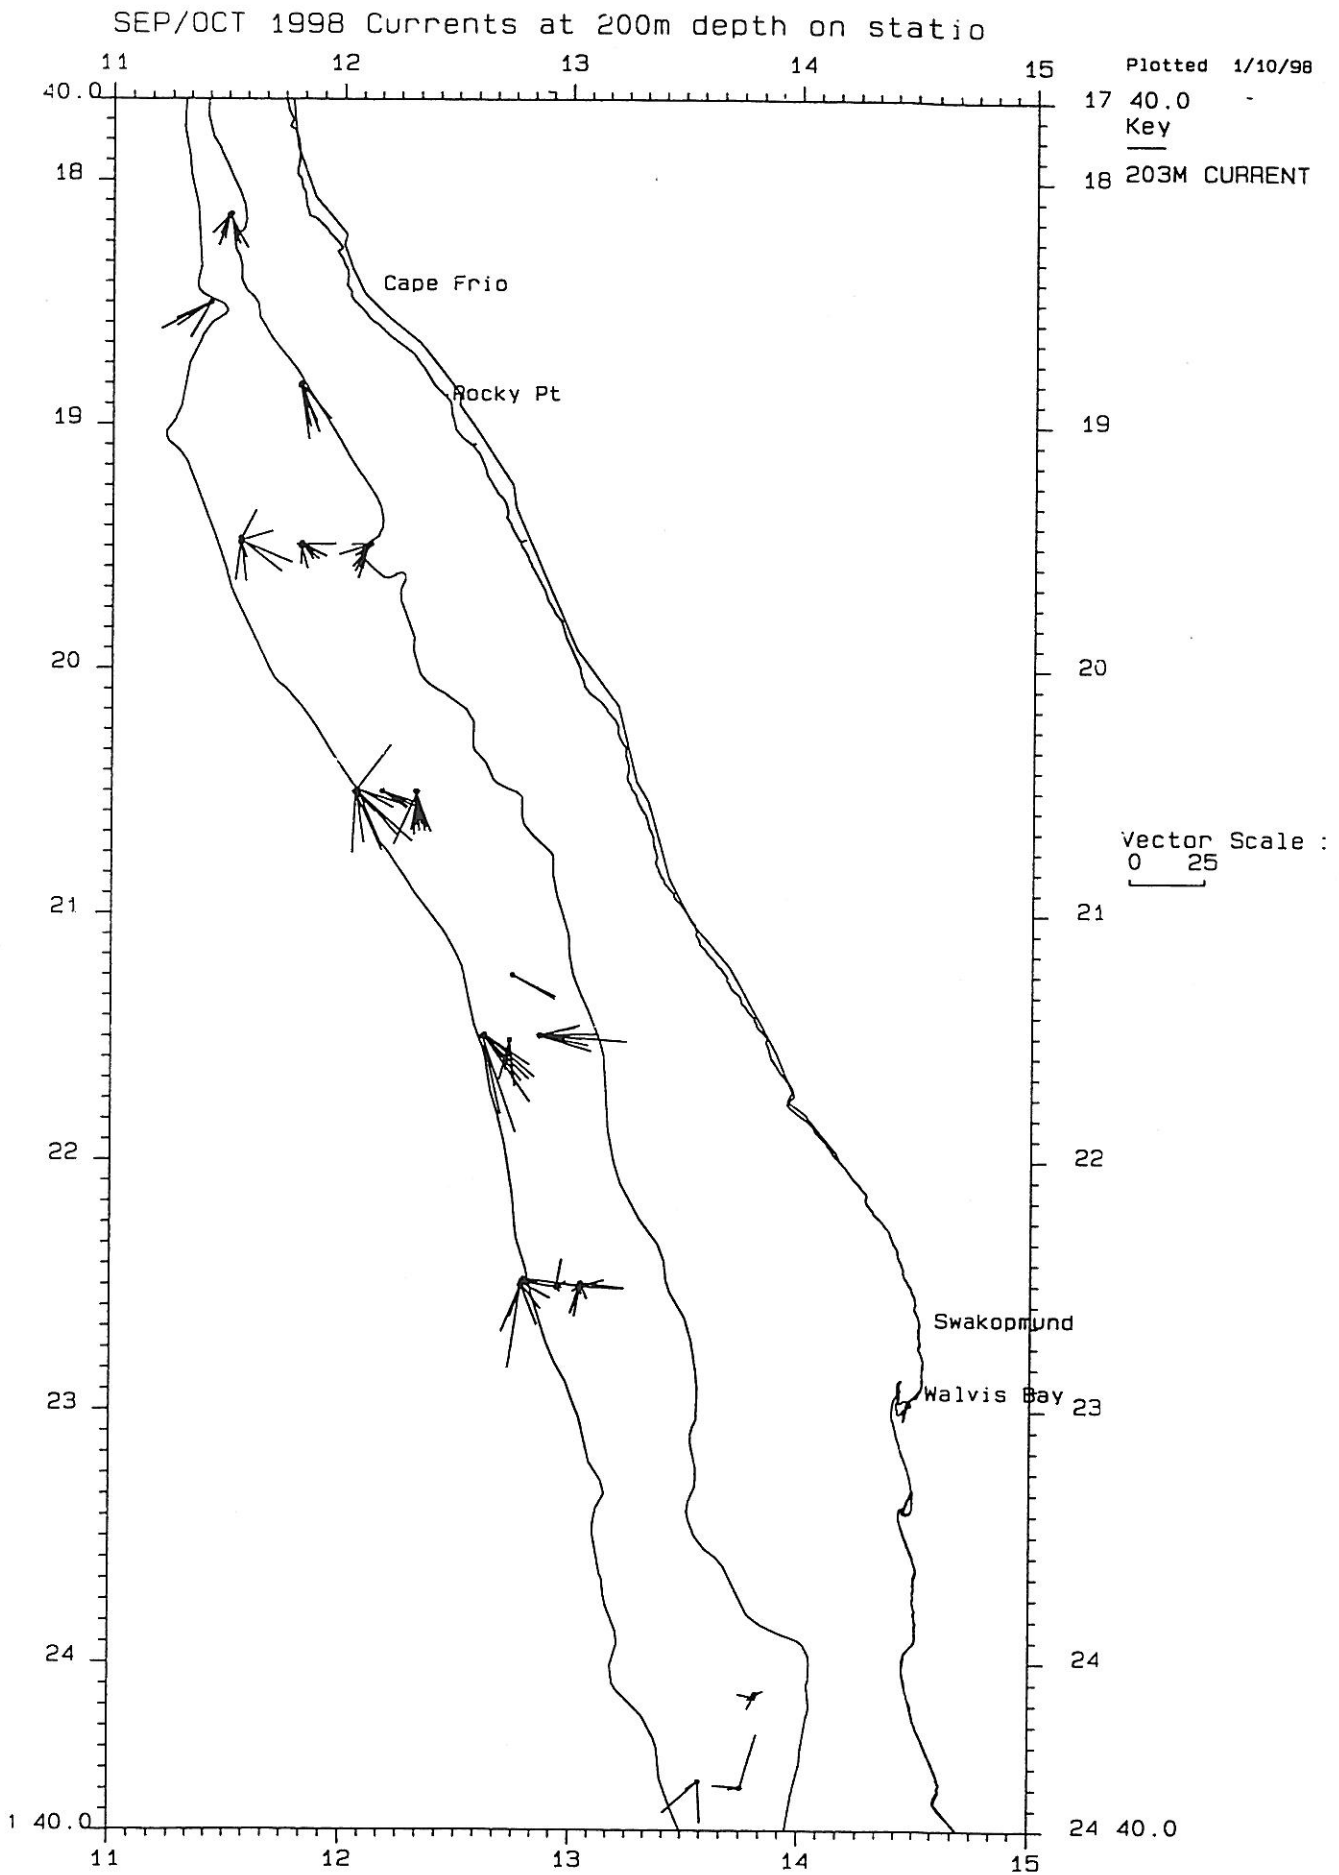 SEP/OCT 1998 Currents at 200m depth on statio
11 12 13 14 15
Plotted 1/10/98
40.0 17 40.0
Key
18 18 203M CURRENT
Cape Frio
Rocky Pt
19 19
20 20
Vector Scale :
0 25
21 21
22 22
Swakopmund
Walvis Bay
23 23
24 24
1 40.0 24 40.0
11 12 13 14 15